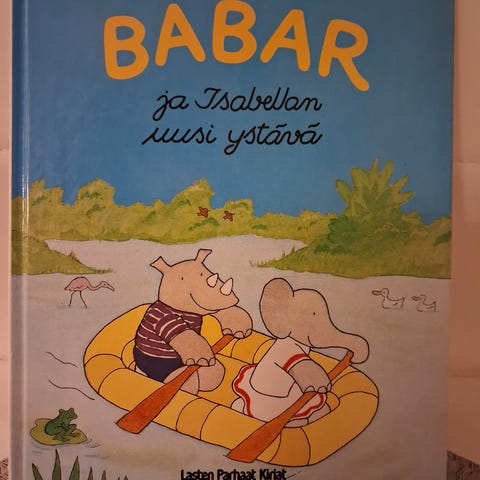 BABAR
ja Isabellan
uusi ystävä
Lasten Parhaat Kirjat